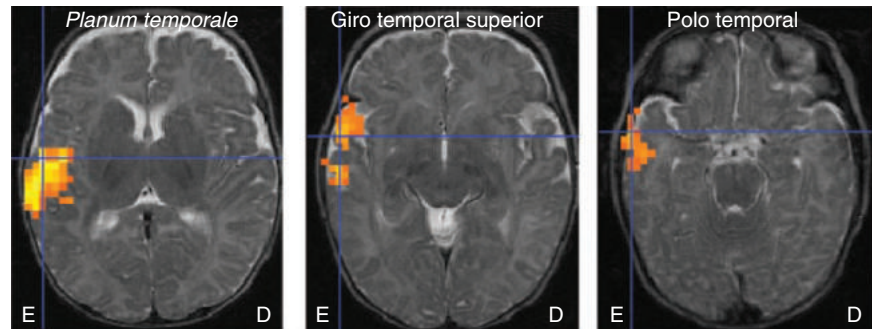 Planum temporale
Giro temporal superior
Polo temporal
E D
E D
E D